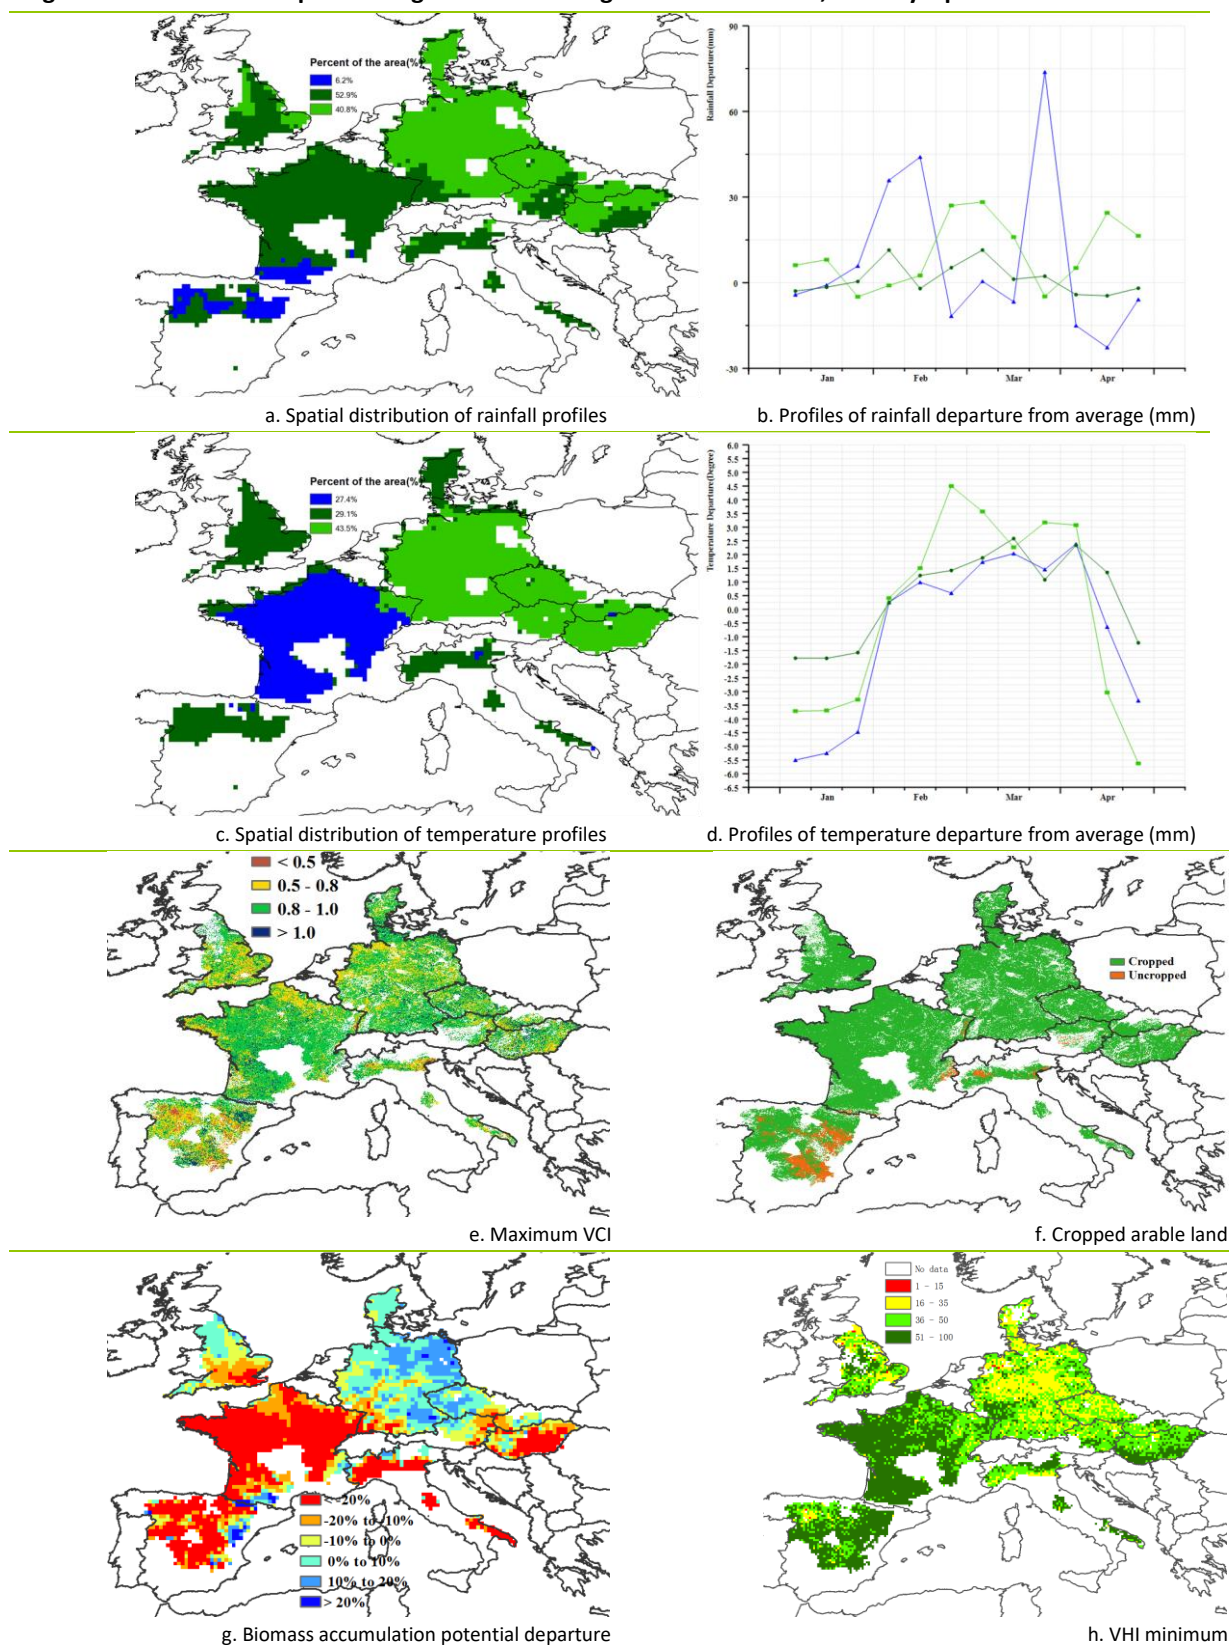 Percent of the area(%)
6.2%
52.9%
40.8%
Rainfall Departure(mm)
90
60
30
0
-30
Jan
Feb
Mar
Apr
a. Spatial distribution of rainfall profiles
b. Profiles of rainfall departure from average (mm)
Percent of the area(%
27.4%
29.1%
43.5%
Temperature Departure(Degree)
6.0
5.5
5.0
4.5
4.0
3.5
3.0
2.5
2.0
1.5
1.0
0.5
0.0
-0.5
-1.0
-1.5
-2.0
-2.5
-3.0
-3.5
-4.0
-4.5
-5.0
-5.5
-6.0
-6.5
Jan
Feb
Mar
Apr
c. Spatial distribution of temperature profiles
d. Profiles of temperature departure from average (mm)
< 0.5
0.5 - 0.8
0.8 - 1.0
> 1.0
Cropped
Uncropped
e. Maximum VCI
f. Cropped arable land
< -20%
-20% to -10%
-10% to 0%
0% to 10%
10% to 20%
> 20%
No data
1 - 15
16 - 35
36 - 50
51 - 100
g. Biomass accumulation potential departure
h. VHI minimum